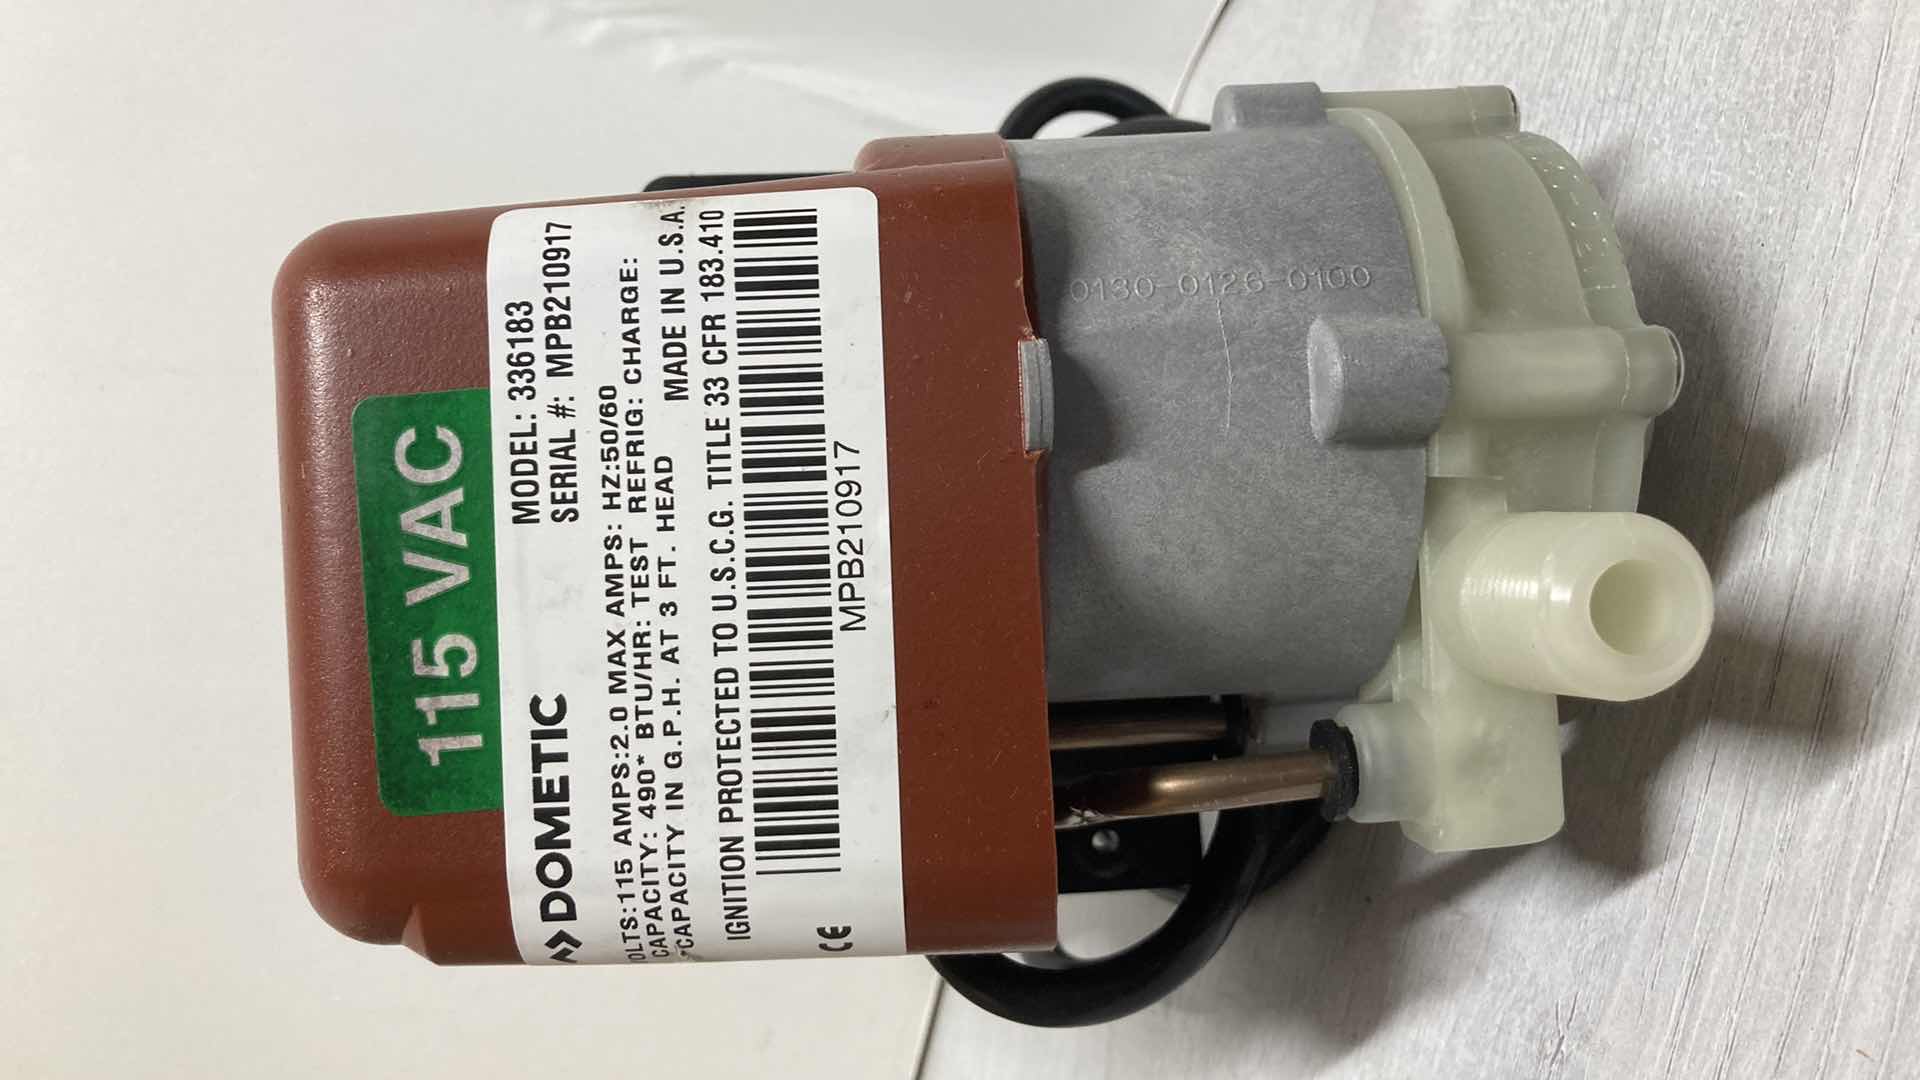 115 VAC
MODEL: 336183
DOMETIC SERIAL #: MPB210917
OLTS:115 AMPS:2.0 MAX AMPS: HZ:50/60
CAPACITY: 490* BTU/HR: TEST REFRIG: CHARGE:
*CAPACITY IN G.P.H. AT 3 FT. HEAD MADE IN U.S.A.
IGNITION PROTECTED TO U.S.C.G. TITLE 33 CFR 183.410
CE MPB210917
0130-0126-0100